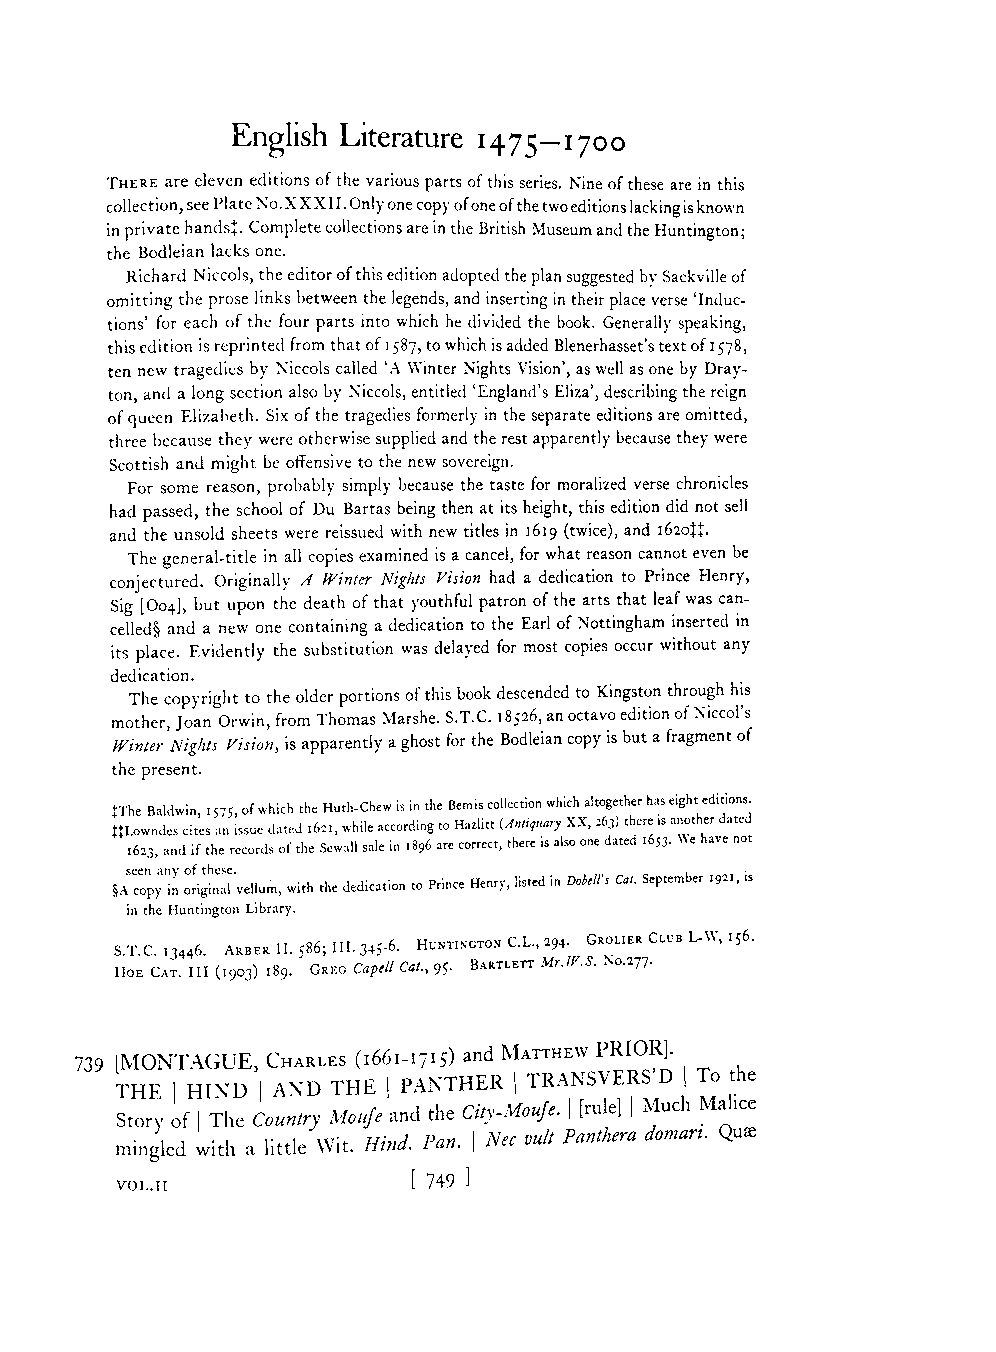 English Literature 1475–1700
THERE are eleven editions of the various parts of this series. Nine of these are in this
collection, see Plate No.XXXII. Only one copy of one of the two editions lacking is known
in private hands‡. Complete collections are in the British Museum and the Huntington;
the Bodleian lacks one.
Richard Niccols, the editor of this edition adopted the plan suggested by Sackville of
omitting the prose links between the legends, and inserting in their place verse 'Induc-
tions' for each of the four parts into which he divided the book. Generally speaking,
this edition is reprinted from that of 1587, to which is added Blenerhasset's text of 1578,
ten new tragedies by Niccols called 'A Winter Nights Vision', as well as one by Dray-
ton, and a long section also by Niccols, entitled 'England's Eliza', describing the reign
of queen Elizabeth. Six of the tragedies formerly in the separate editions are omitted,
three because they were otherwise supplied and the rest apparently because they were
Scottish and might be offensive to the new sovereign.
For some reason, probably simply because the taste for moralized verse chronicles
had passed, the school of Du Bartas being then at its height, this edition did not sell
and the unsold sheets were reissued with new titles in 1619 (twice), and 1620‡‡.
The general-title in all copies examined is a cancel, for what reason cannot even be
conjectured. Originally A Winter Nights Vision had a dedication to Prince Henry,
Sig [Oo4], but upon the death of that youthful patron of the arts that leaf was can-
celled§ and a new one containing a dedication to the Earl of Nottingham inserted in
its place. Evidently the substitution was delayed for most copies occur without any
dedication.
The copyright to the older portions of this book descended to Kingston through his
mother, Joan Orwin, from Thomas Marshe. S.T.C. 18526, an octavo edition of Niccol's
Winter Nights Vision, is apparently a ghost for the Bodleian copy is but a fragment of
the present.
‡The Baldwin, 1575, of which the Huth-Chew is in the Bemis collection which altogether has eight editions.
‡‡Lowndes cites an issue dated 1621, while according to Hazlitt (Antiquary XX, 263) there is another dated
1623, and if the records of the Sewall sale in 1896 are correct, there is also one dated 1653. We have not
seen any of these.
§A copy in original vellum, with the dedication to Prince Henry, listed in Dobell's Cat. September 1921, is
in the Huntington Library.
S.T.C. 13446. ARBER II. 586; III. 345-6. HUNTINGTON C.L., 294. GROLIER CLUB L-W, 156.
HOE CAT. III (1903) 189. GREG Capell Cat., 95. BARTLETT Mr.W.S. No.277.
739 [MONTAGUE, CHARLES (1661-1715) and MATTHEW PRIOR].
THE | HIND | AND THE | PANTHER | TRANSVERS'D | To the
Story of | The Country Mouſe and the City-Mouſe. | [rule] | Much Malice
mingled with a little Wit. Hind. Pan. | Nec vult Panthera domari. Quæ
VOL.II [ 749 ]